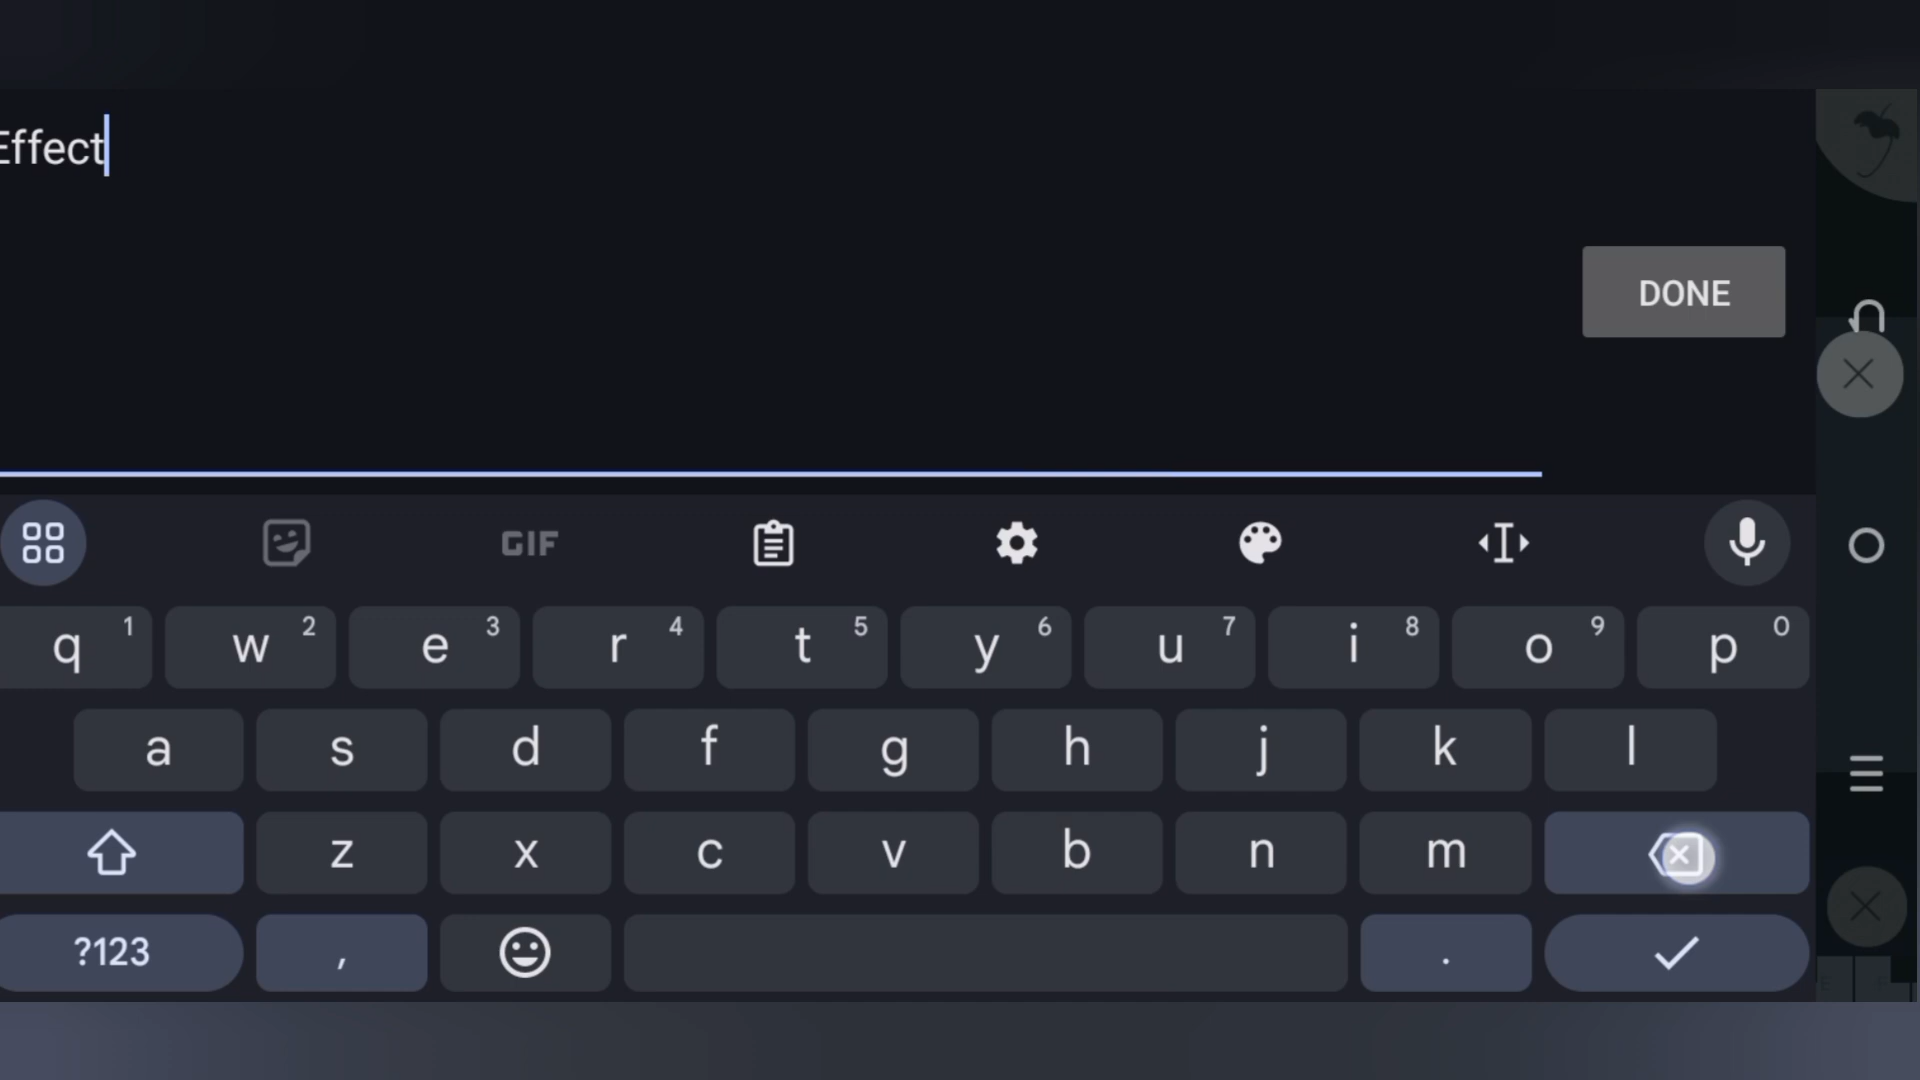 Effect
DONE
GIF
q 1 w 2 e 3 r 4 t 5 y 6 u 7 i 8 o 9 p 0
a s d f g h j k l
z x c v b n m
?123 , .